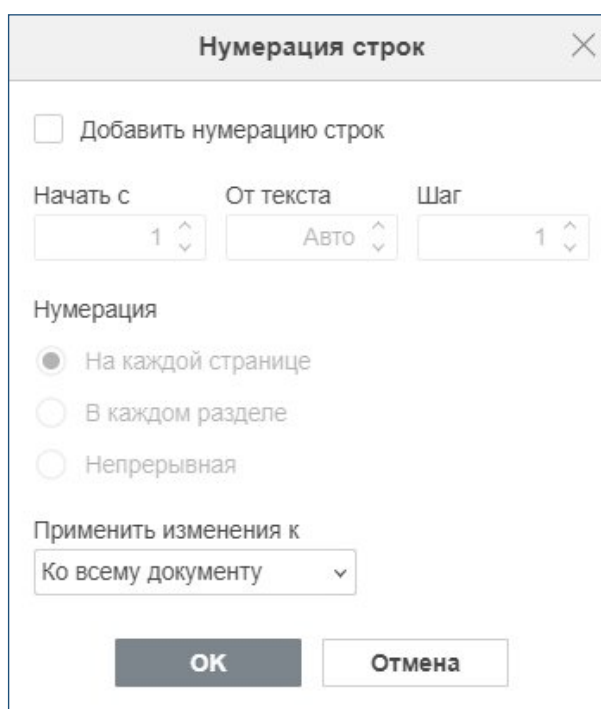 Нумерация строк
Добавить нумерацию строк
Начать с От текста Шаг
1 Авто 1
Нумерация
На каждой странице
В каждом разделе
Непрерывная
Применить изменения к
Ко всему документу
OK Отмена